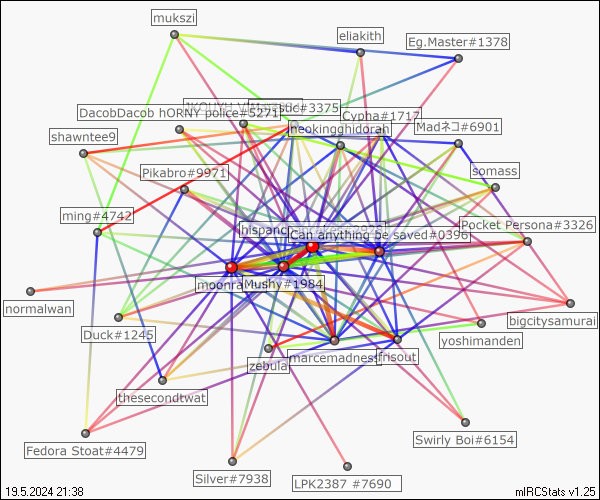 mukszi
eliakith
Eg.Master#1378
DacobDacob hORNY police#5271
#3375
Cypha#1717
Madネコ#6901
heokingghidorah
shawntee9
Pikabro#9971
somass
ming#4742
Pocket Persona#3326
hispanc
Can anything be saved#0396
moonra
Mushy#1984
normalwan
bigcitysamurai
Duck#1245
yoshimanden
zebula
marcemadness
frisout
thesecondtwat
Swirly Boi#6154
Fedora Stoat#4479
Silver#7938
LPK2387 #7690
19.5.2024 21:38
mIRCStats v1.25